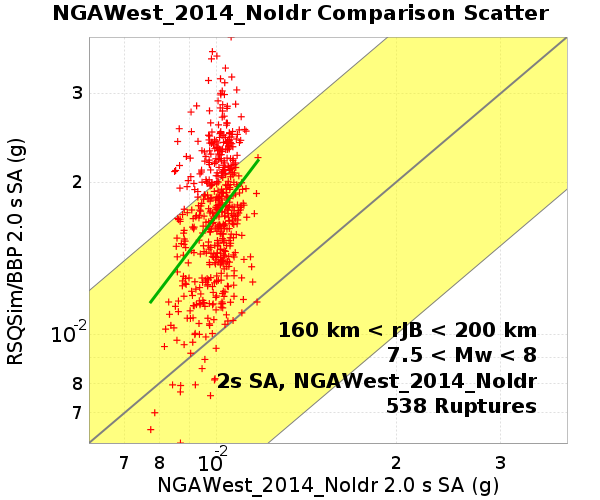 NGAWest_2014_NoIdr Comparison Scatter
RSQSim/BBP 2.0 s SA (g)
3
2
10-2
8
7
160 km < rJB < 200 km
7.5 < Mw < 8
2s SA, NGAWest_2014_NoIdr
538 Ruptures
7 8 10-2 2 3
NGAWest_2014_NoIdr 2.0 s SA (g)